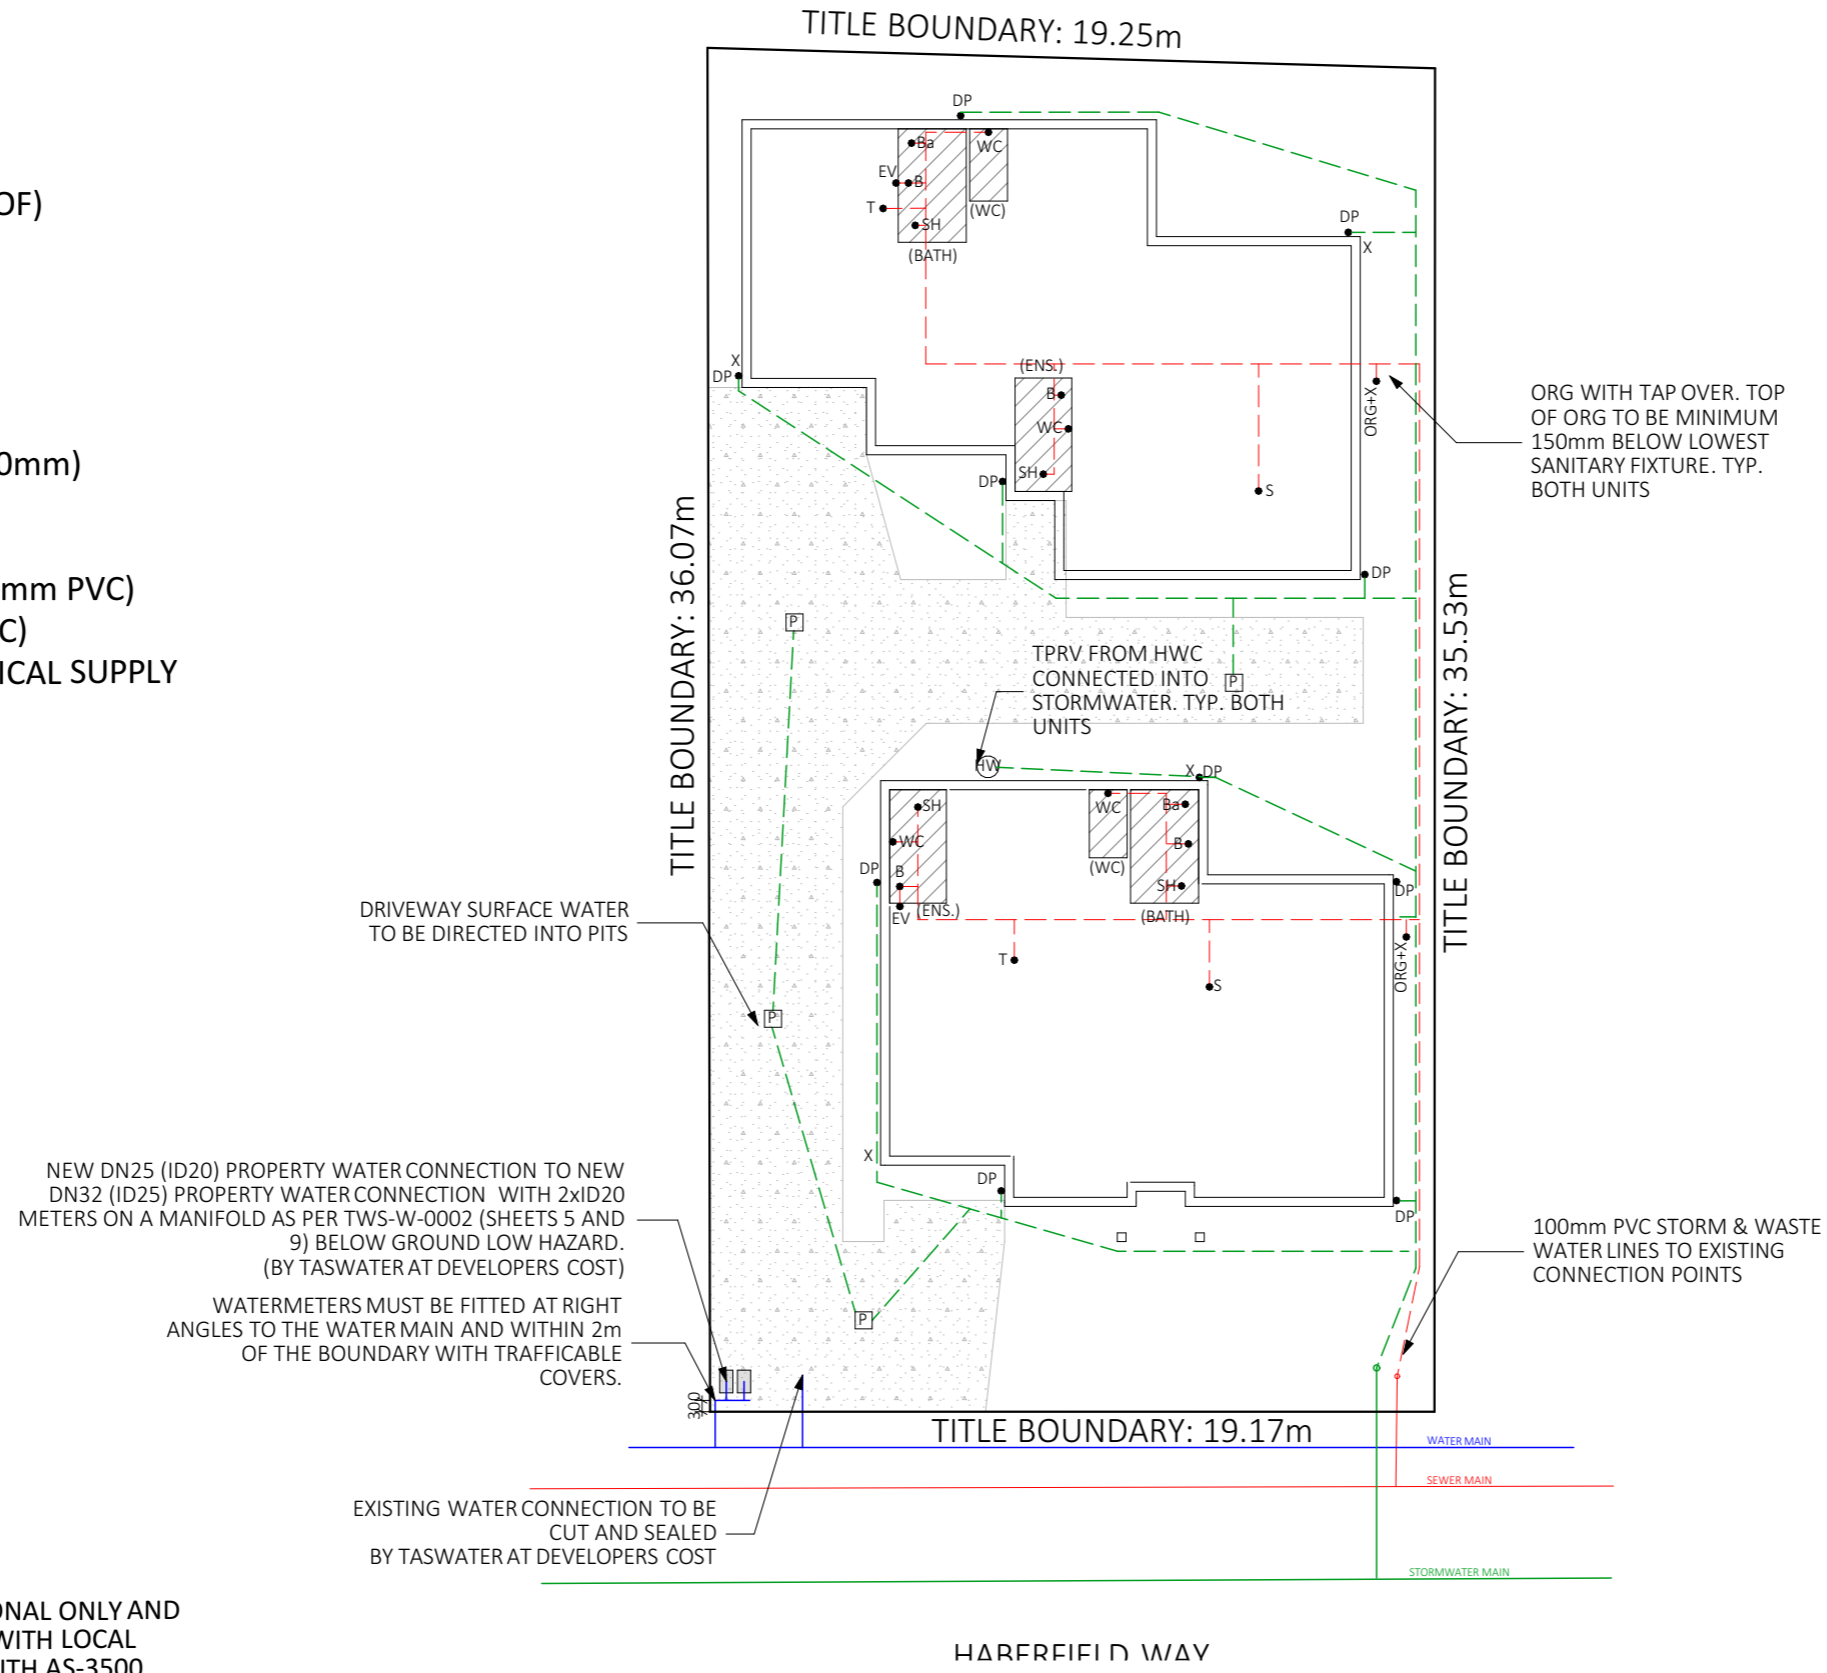 TITLE BOUNDARY: 19.25m
DP
Ba
WC
EV
B
T
SH
(WC)
(BATH)
DP
X
OF)
X
DP
(ENS.)
B
WC
SH
DP
S
ORG+X
ORG WITH TAP OVER. TOP
OF ORG TO BE MINIMUM
150mm BELOW LOWEST
SANITARY FIXTURE. TYP.
BOTH UNITS
0mm)
mm PVC)
C)
ICAL SUPPLY
TITLE BOUNDARY: 36.07m
TITLE BOUNDARY: 35.53m
DP
P
P
TPRV FROM HWC
CONNECTED INTO
STORMWATER. TYP. BOTH
UNITS
HW
X
DP
SH
WC
B
EV
(ENS.)
DP
WC
(WC)
Ba
B
SH
(BATH)
DP
ORG+X
T
S
DRIVEWAY SURFACE WATER
TO BE DIRECTED INTO PITS
P
X
DP
DP
NEW DN25 (ID20) PROPERTY WATER CONNECTION TO NEW
DN32 (ID25) PROPERTY WATER CONNECTION WITH 2xID20
METERS ON A MANIFOLD AS PER TWS-W-0002 (SHEETS 5 AND
9) BELOW GROUND LOW HAZARD.
(BY TASWATER AT DEVELOPERS COST)
WATERMETERS MUST BE FITTED AT RIGHT
ANGLES TO THE WATER MAIN AND WITHIN 2m
OF THE BOUNDARY WITH TRAFFICABLE
COVERS.
P
100mm PVC STORM & WASTE
WATER LINES TO EXISTING
CONNECTION POINTS
300
TITLE BOUNDARY: 19.17m
WATER MAIN
SEWER MAIN
EXISTING WATER CONNECTION TO BE
CUT AND SEALED
BY TASWATER AT DEVELOPERS COST
STORMWATER MAIN
ONAL ONLY AND
WITH LOCAL
ITH AS-3500
HABERFIELD WAY